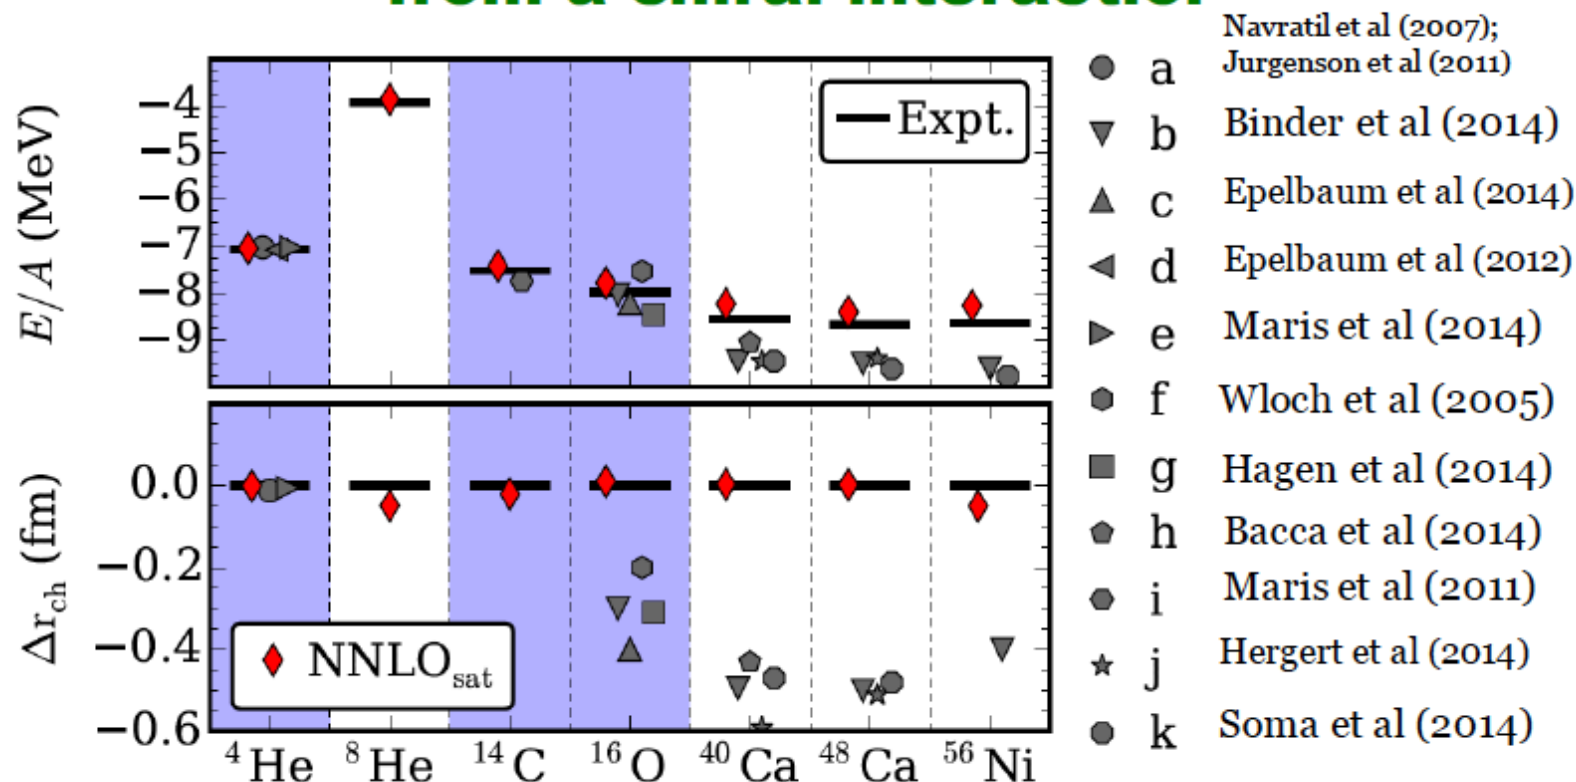 from a chiral interaction
E/A (MeV)
−4
−5
−6
−7
−8
−9
Expt.
Δr_ch (fm)
0.0
−0.2
−0.4
−0.6
NNLO_sat
⁴He ⁸He ¹⁴C ¹⁶O ⁴⁰Ca ⁴⁸Ca ⁵⁶Ni
Navratil et al (2007);
a Jurgenson et al (2011)
b Binder et al (2014)
c Epelbaum et al (2014)
d Epelbaum et al (2012)
e Maris et al (2014)
f Wloch et al (2005)
g Hagen et al (2014)
h Bacca et al (2014)
i Maris et al (2011)
j Hergert et al (2014)
k Soma et al (2014)